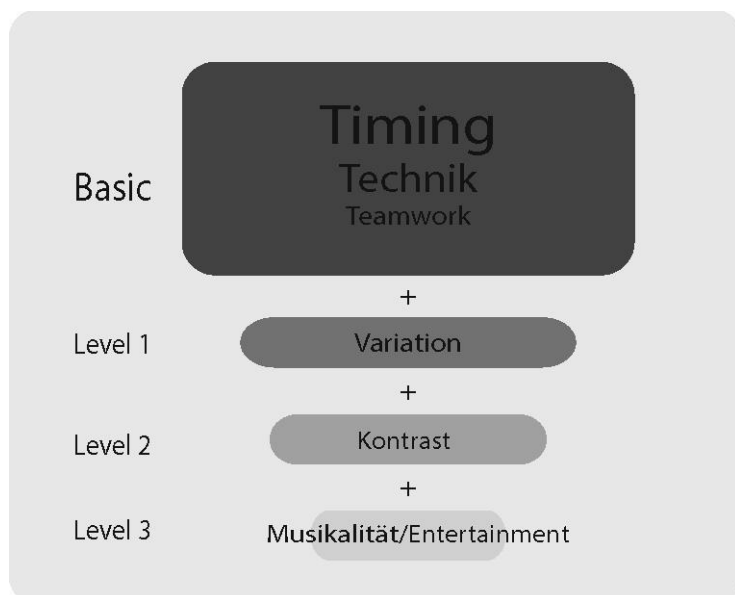 Timing
Technik
Basic
Teamwork
+
Level 1 Variation
+
Level 2 Kontrast
+
Level 3 Musikalität/Entertainment